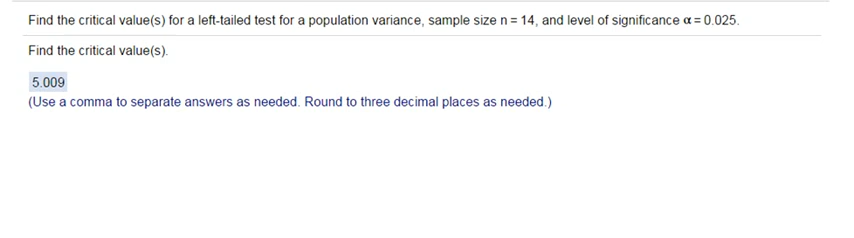 Find the critical value(s) for a left-tailed test for a population variance, sample size n = 14, and level of significance α = 0.025.
Find the critical value(s).
5.009
(Use a comma to separate answers as needed. Round to three decimal places as needed.)